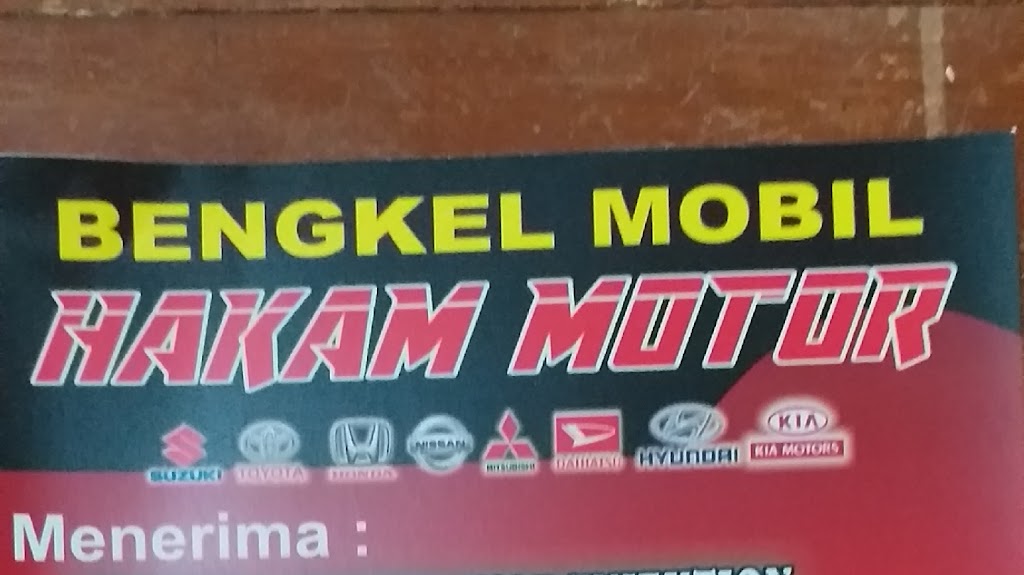 BENGKEL MOBIL
HAKAM MOTOR
SUZUKI TOYOTA HONDA NISSAN MITSUBISHI DAIHATSU HYUNDAI KIA KIA MOTORS
Menerima :